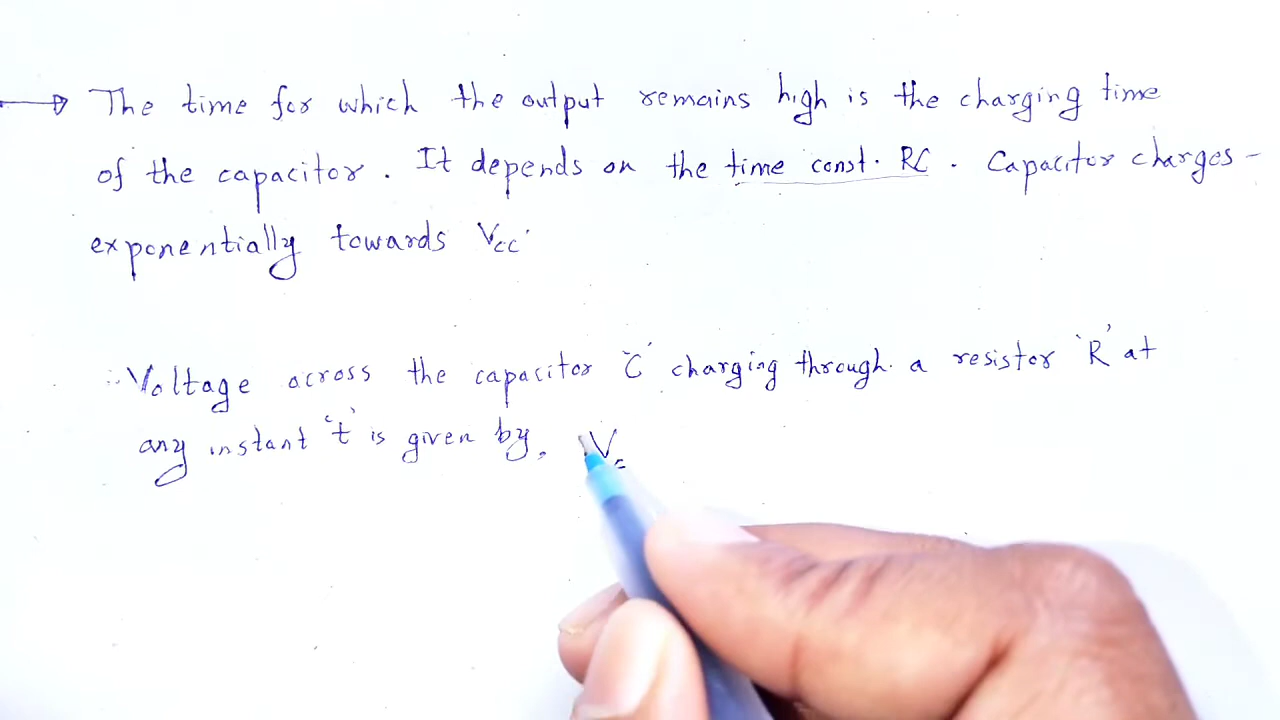 → The time for which the output remains high is the charging time
of the capacitor. It depends on the time const. RC. Capacitor charges -
exponentially towards Vcc.
∴ Voltage across the capacitor 'C' charging through a resistor 'R' at
any instant 't' is given by, Vc